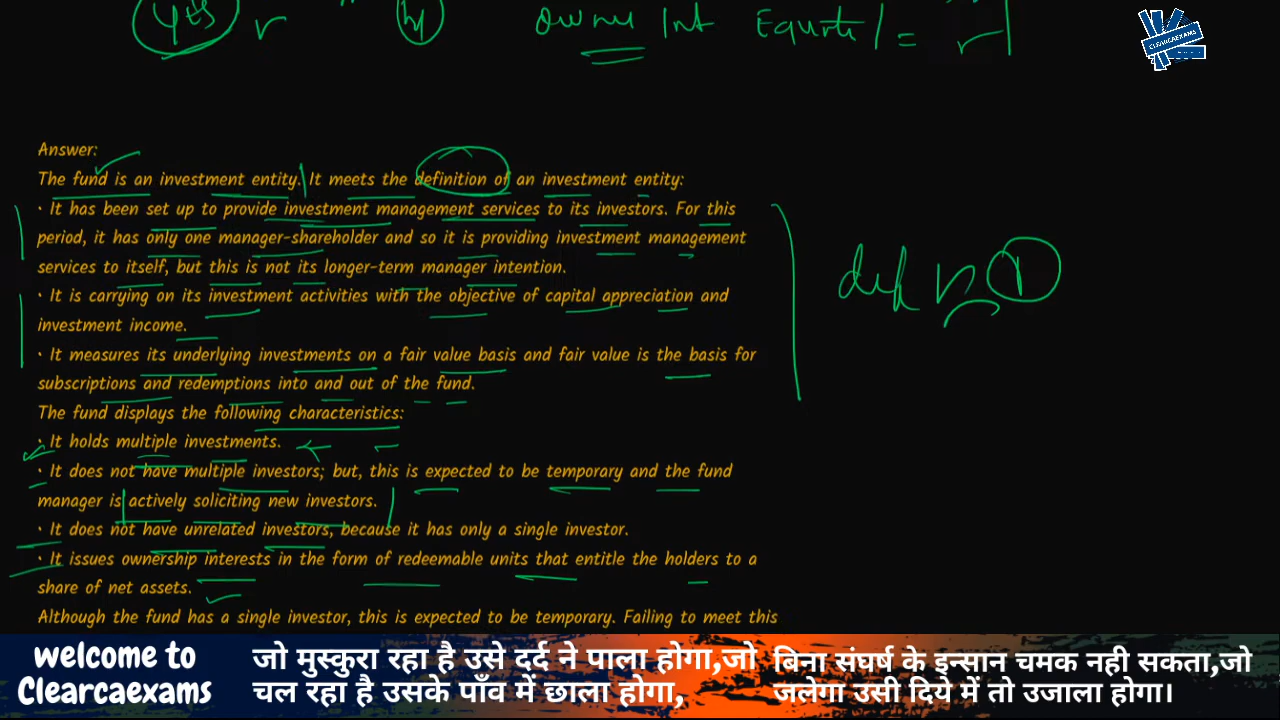 Yes r
Owner Int Equate | =
CLEARCAEXAMS
Answer:
The fund is an investment entity. It meets the definition of an investment entity:
• It has been set up to provide investment management services to its investors. For this
period, it has only one manager-shareholder and so it is providing investment management
services to itself, but this is not its longer-term manager intention.
• It is carrying on its investment activities with the objective of capital appreciation and
investment income.
• It measures its underlying investments on a fair value basis and fair value is the basis for
subscriptions and redemptions into and out of the fund.
The fund displays the following characteristics:
• It holds multiple investments.
• It does not have multiple investors; but, this is expected to be temporary and the fund
manager is actively soliciting new investors.
• It does not have unrelated investors, because it has only a single investor.
• It issues ownership interests in the form of redeemable units that entitle the holders to a
share of net assets.
Although the fund has a single investor, this is expected to be temporary. Failing to meet this
def
welcome to
Clearcaexams
जो मुस्कुरा रहा है उसे दर्द ने पाला होगा,जो
चल रहा है उसके पाँव में छाला होगा,
बिना संघर्ष के इन्सान चमक नही सकता,जो
जलेगा उसी दिये में तो उजाला होगा।